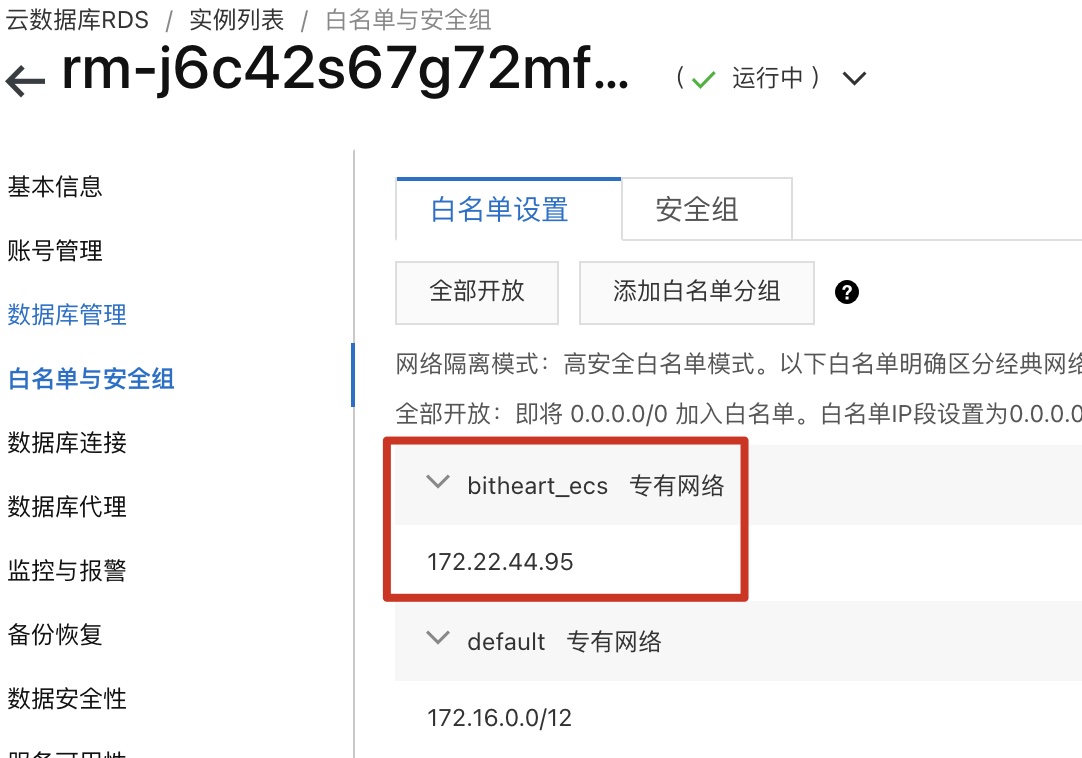 云数据库RDS / 实例列表 / 白名单与安全组
rm-j6c42s67g72mf... ( 运行中 )
基本信息
账号管理
数据库管理
白名单与安全组
数据库连接
数据库代理
监控与报警
备份恢复
数据安全性
服务可用性
白名单设置 安全组
全部开放 添加白名单分组 ?
网络隔离模式：高安全白名单模式。以下白名单明确区分经典网络
全部开放：即将 0.0.0.0/0 加入白名单。白名单IP段设置为0.0.0.0
bitheart_ecs 专有网络
172.22.44.95
default 专有网络
172.16.0.0/12